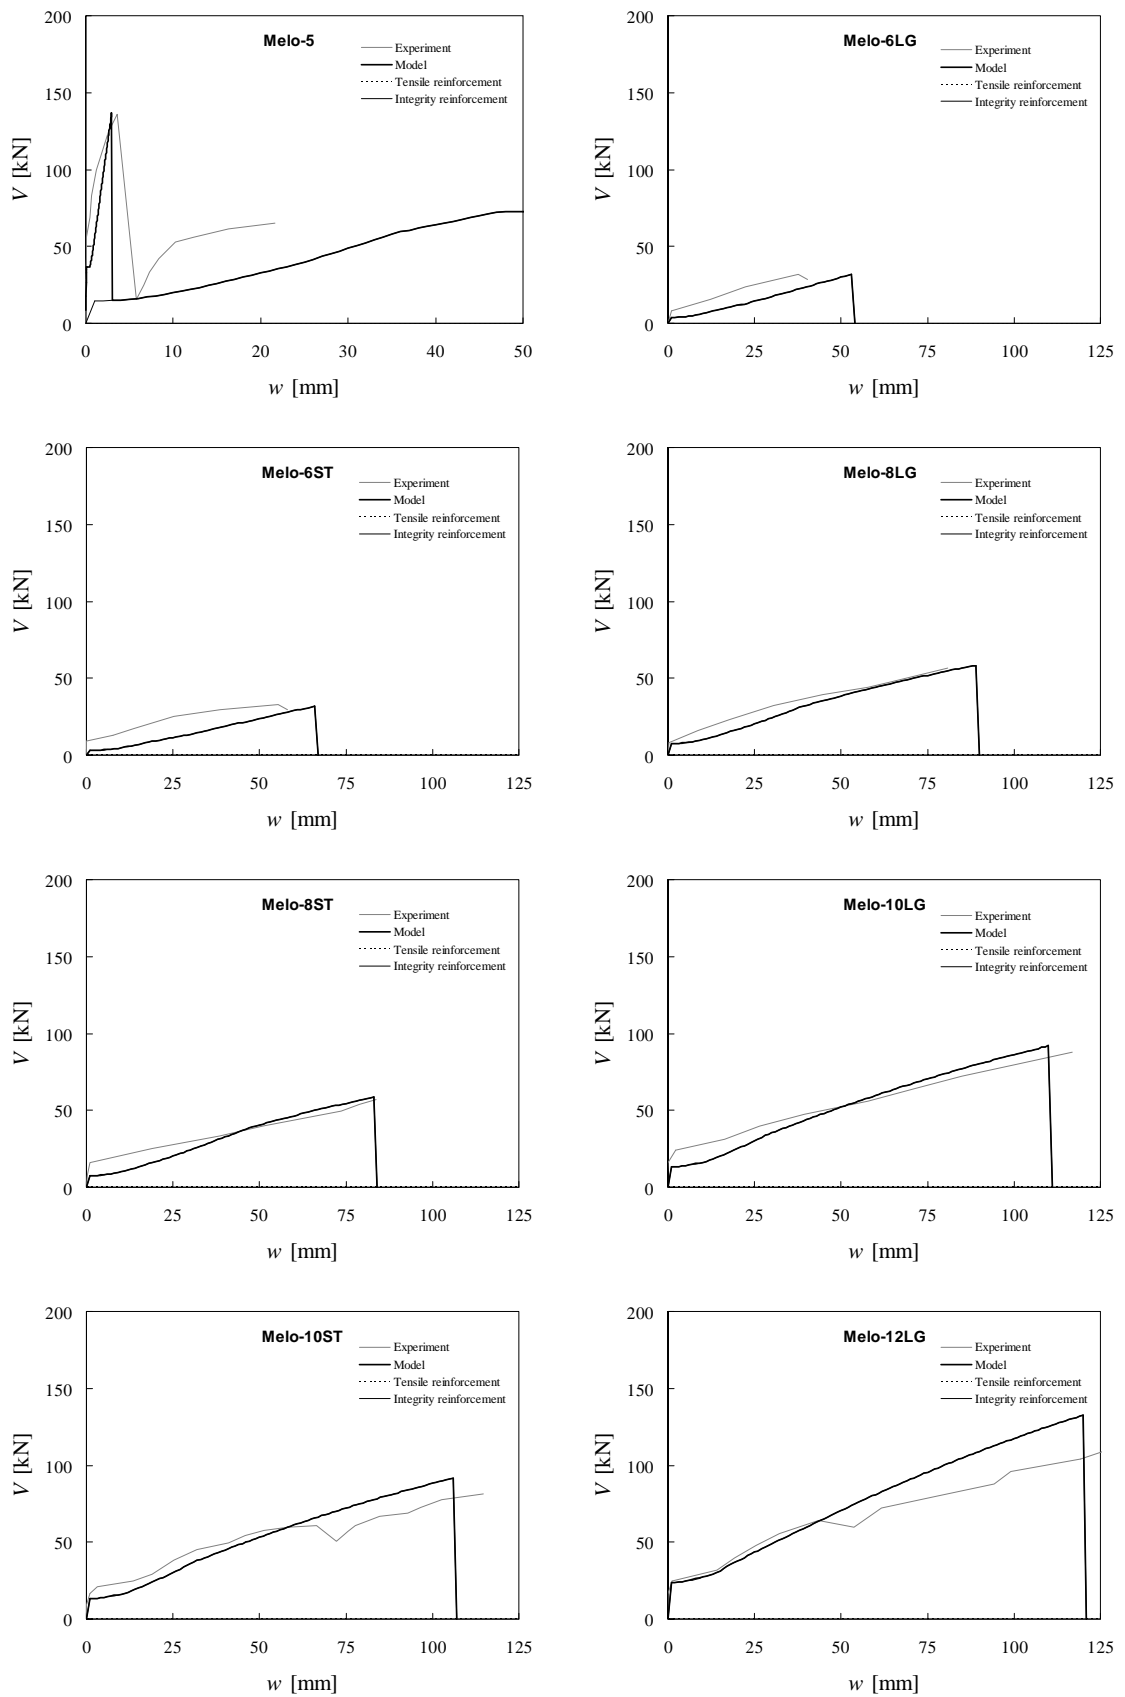 Melo-5
Experiment
Model
Tensile reinforcement
Integrity reinforcement
200
150
100
50
0
V [kN]
0 10 20 30 40 50
w [mm]
Melo-6LG
Experiment
Model
Tensile reinforcement
Integrity reinforcement
200
150
100
50
0
V [kN]
0 25 50 75 100 125
w [mm]
Melo-6ST
Experiment
Model
Tensile reinforcement
Integrity reinforcement
200
150
100
50
0
V [kN]
0 25 50 75 100 125
w [mm]
Melo-8LG
Experiment
Model
Tensile reinforcement
Integrity reinforcement
200
150
100
50
0
V [kN]
0 25 50 75 100 125
w [mm]
Melo-8ST
Experiment
Model
Tensile reinforcement
Integrity reinforcement
200
150
100
50
0
V [kN]
0 25 50 75 100 125
w [mm]
Melo-10LG
Experiment
Model
Tensile reinforcement
Integrity reinforcement
200
150
100
50
0
V [kN]
0 25 50 75 100 125
w [mm]
Melo-10ST
Experiment
Model
Tensile reinforcement
Integrity reinforcement
200
150
100
50
0
V [kN]
0 25 50 75 100 125
w [mm]
Melo-12LG
Experiment
Model
Tensile reinforcement
Integrity reinforcement
200
150
100
50
0
V [kN]
0 25 50 75 100 125
w [mm]